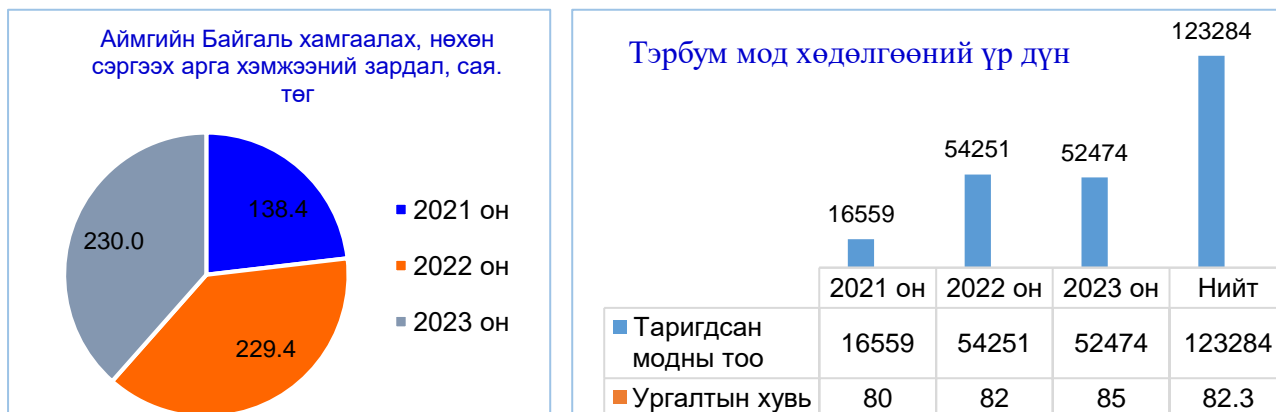 Аймгийн Байгаль хамгаалах, нөхөн
сэргээх арга хэмжээний зардал, сая.
төг
138.4
230.0
229.4
2021 он
2022 он
2023 он
Тэрбум мод хөдөлгөөний үр дүн
123284
54251
52474
16559
2021 он 2022 он 2023 он Нийт
Таригдсан
модны тоо 16559 54251 52474 123284
Ургалтын хувь 80 82 85 82.3